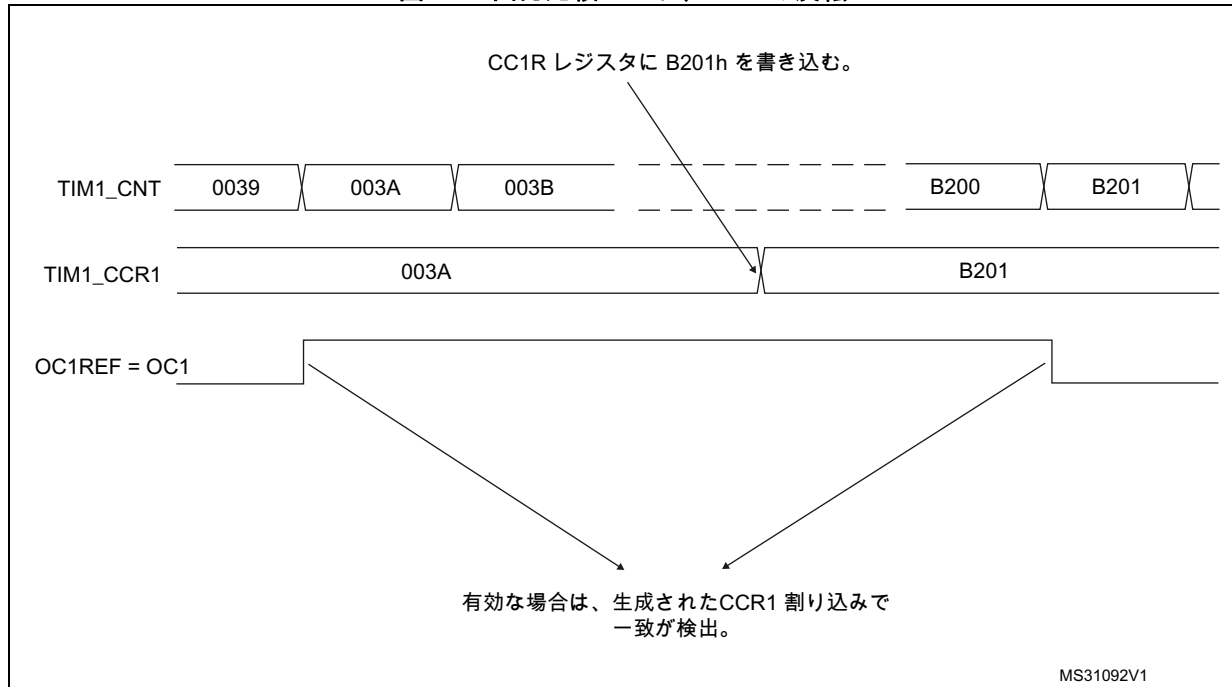 CC1R レジスタに B201h を書き込む。
TIM1_CNT 0039 003A 003B B200 B201
TIM1_CCR1 003A B201
OC1REF = OC1
有効な場合は、生成されたCCR1 割り込みで
一致が検出。
MS31092V1